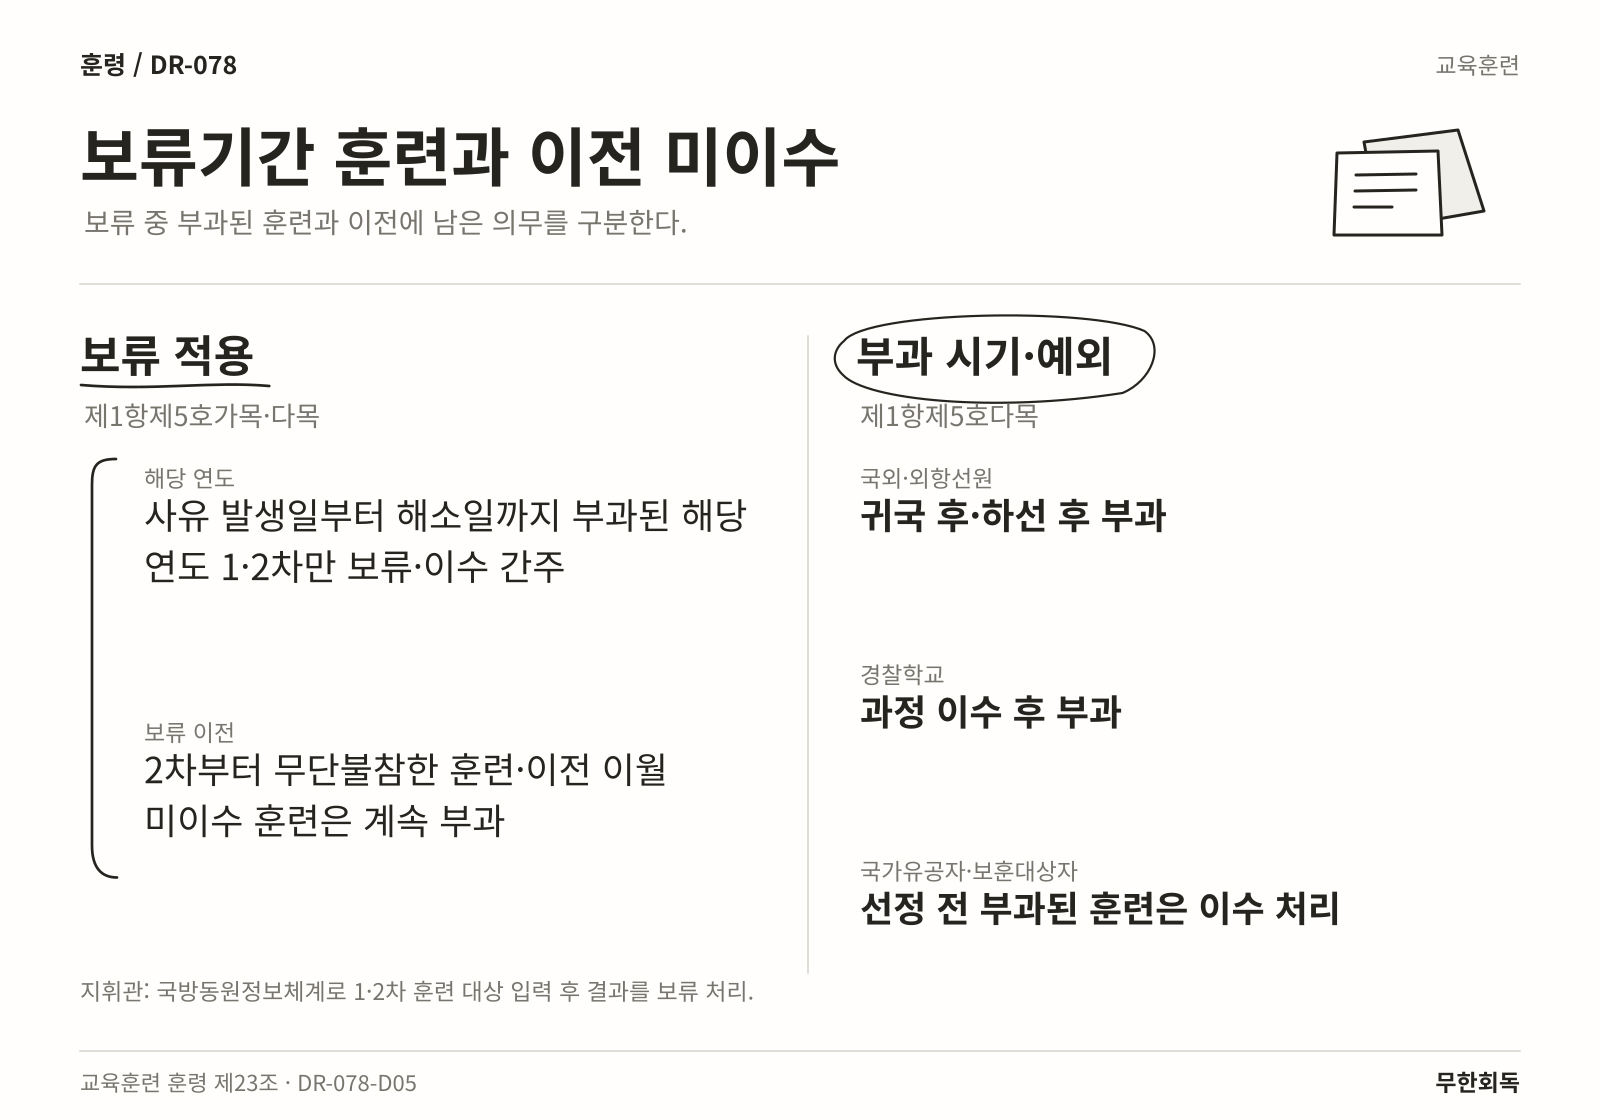 훈령 / DR-078
교육훈련
보류기간 훈련과 이전 미이수
보류 중 부과된 훈련과 이전에 남은 의무를 구분한다.
보류 적용
제1항제5호가목·다목
해당 연도
사유 발생일부터 해소일까지 부과된 해당
연도 1·2차만 보류·이수 간주
보류 이전
2차부터 무단불참한 훈련·이전 이월
미이수 훈련은 계속 부과
부과 시기·예외
제1항제5호다목
국외·외항선원
귀국 후·하선 후 부과
경찰학교
과정 이수 후 부과
국가유공자·보훈대상자
선정 전 부과된 훈련은 이수 처리
지휘관: 국방동원정보체계로 1·2차 훈련 대상 입력 후 결과를 보류 처리.
교육훈련 훈령 제23조 · DR-078-D05
무한회독